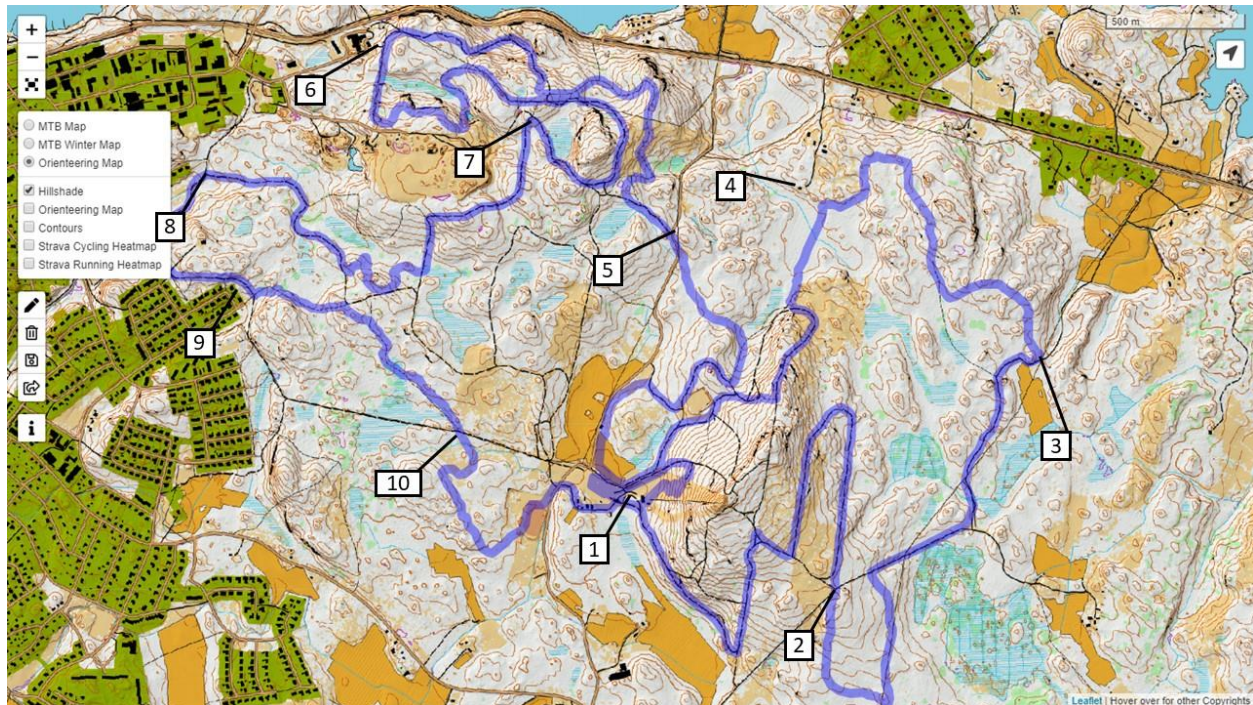 +
−
500 m
MTB Map
MTB Winter Map
Orienteering Map
Hillshade
Orienteering Map
Contours
Strava Cycling Heatmap
Strava Running Heatmap
i
6
7
4
8
5
9
3
10
1
2
Leaflet | Hover over for other Copyrights